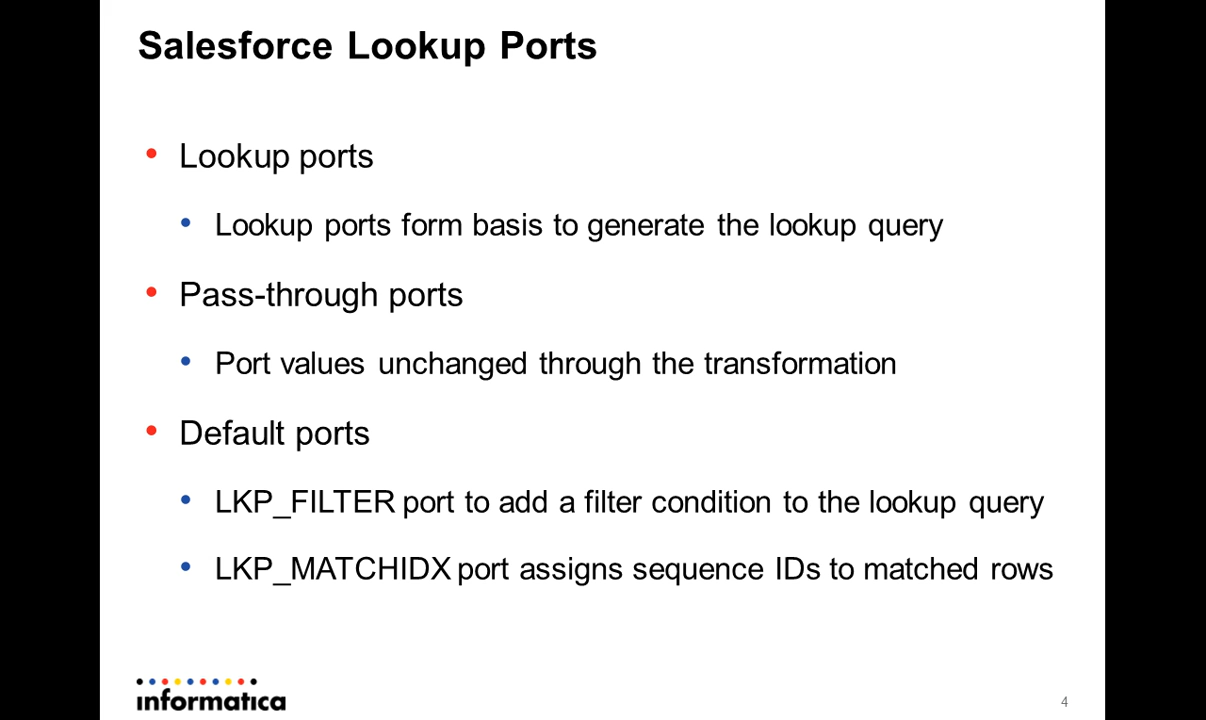 Salesforce Lookup Ports
• Lookup ports
• Lookup ports form basis to generate the lookup query
• Pass-through ports
• Port values unchanged through the transformation
• Default ports
• LKP_FILTER port to add a filter condition to the lookup query
• LKP_MATCHIDX port assigns sequence IDs to matched rows
informatica
4